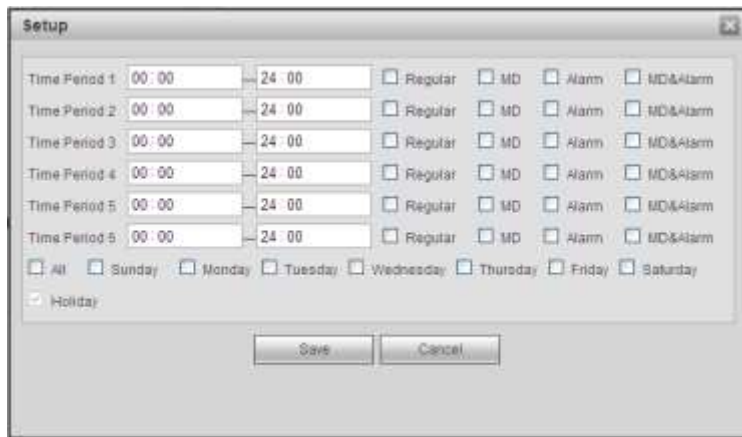 Setup
Time Period 1 00:00 — 24:00 Regular MD Alarm MD&Alarm
Time Period 2 00:00 — 24:00 Regular MD Alarm MD&Alarm
Time Period 3 00:00 — 24:00 Regular MD Alarm MD&Alarm
Time Period 4 00:00 — 24:00 Regular MD Alarm MD&Alarm
Time Period 5 00:00 — 24:00 Regular MD Alarm MD&Alarm
Time Period 6 00:00 — 24:00 Regular MD Alarm MD&Alarm
All Sunday Monday Tuesday Wednesday Thursday Friday Saturday
Holiday
Save Cancel